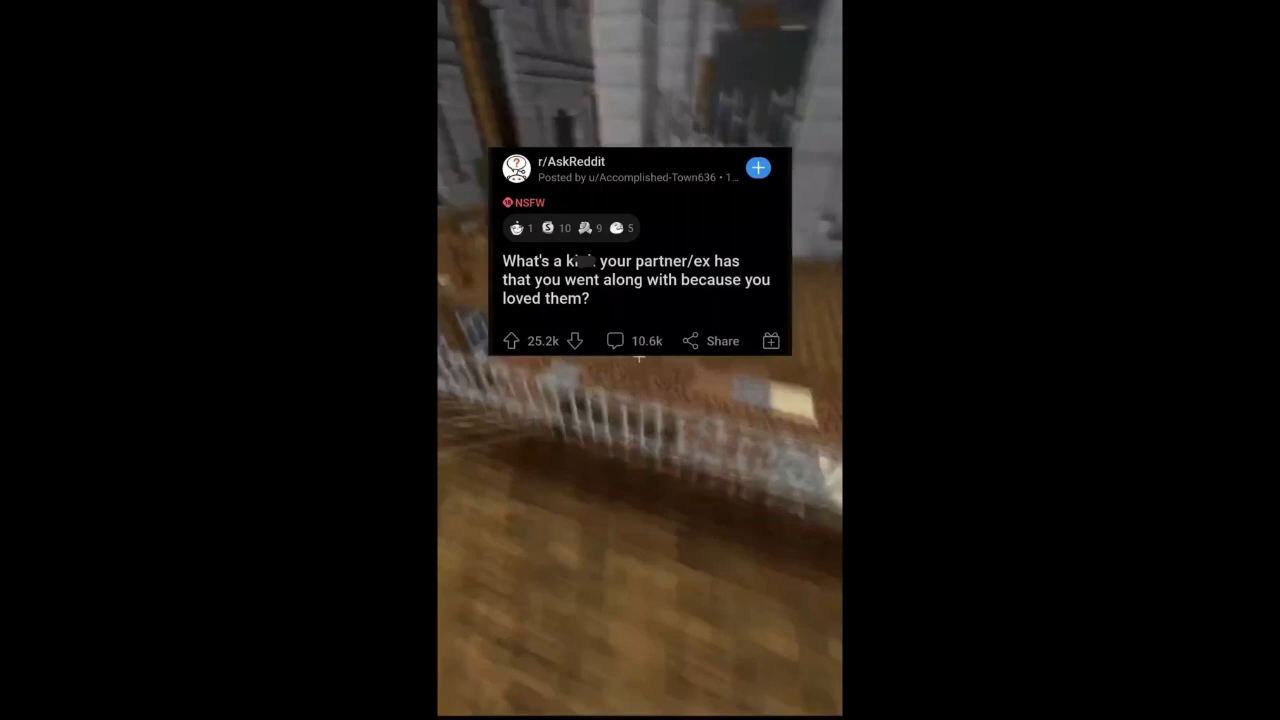 r/AskReddit
Posted by u/Accomplished-Town636 • 1...
NSFW
1 10 9 5
What's a your partner/ex has
that you went along with because you
loved them?
25.2k 10.6k Share